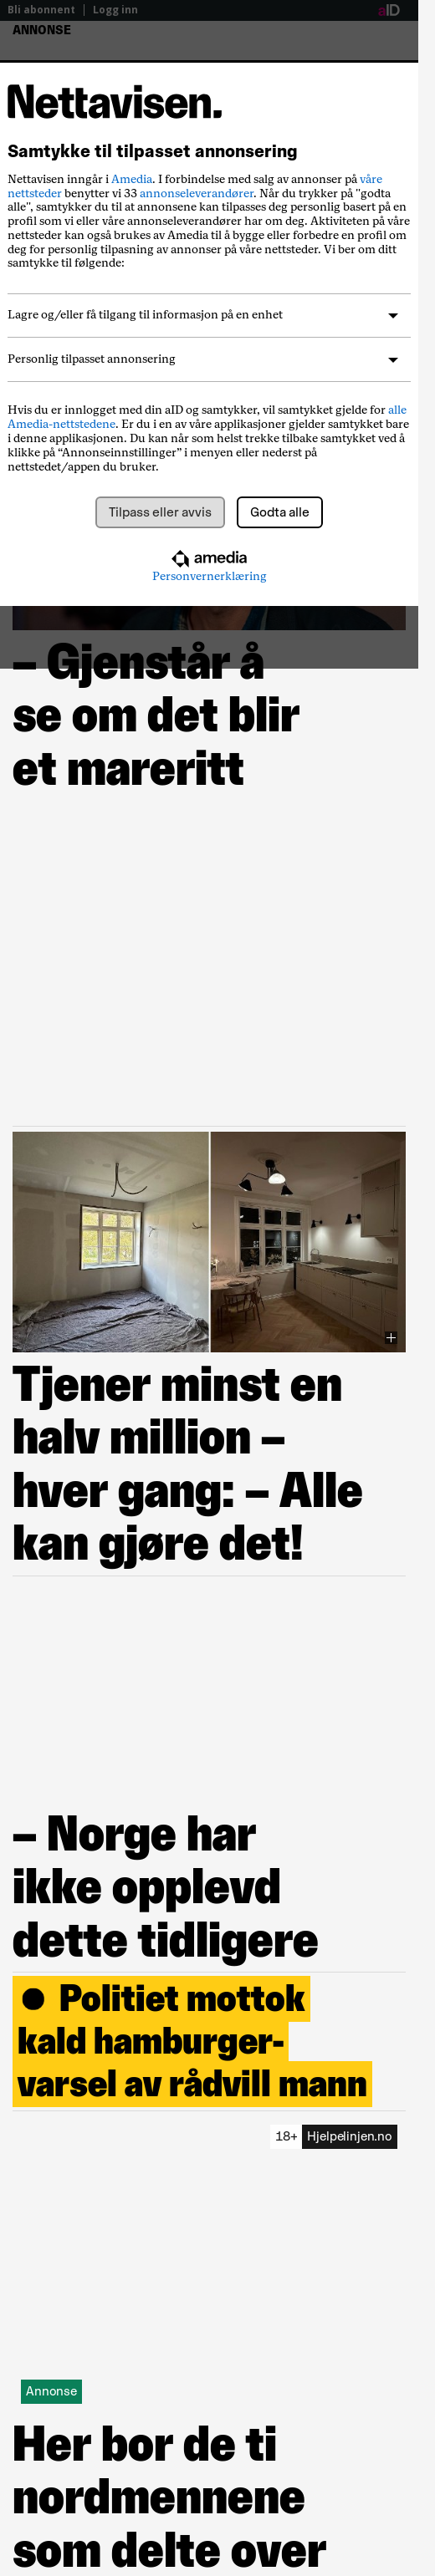 Bli abonnent | Logg inn aID
ANNONSE
Nettavisen.
Samtykke til tilpasset annonsering
Nettavisen inngår i Amedia. I forbindelse med salg av annonser på våre
nettsteder benytter vi 33 annonseleverandører. Når du trykker på "godta
alle", samtykker du til at annonsene kan tilpasses deg personlig basert på en
profil som vi eller våre annonseleverandører har om deg. Aktiviteten på våre
nettsteder kan også brukes av Amedia til å bygge eller forbedre en profil om
deg for personlig tilpasning av annonser på våre nettsteder. Vi ber om ditt
samtykke til følgende:
Lagre og/eller få tilgang til informasjon på en enhet
Personlig tilpasset annonsering
Hvis du er innlogget med din aID og samtykker, vil samtykket gjelde for alle
Amedia-nettstedene. Er du i en av våre applikasjoner gjelder samtykket bare
i denne applikasjonen. Du kan når som helst trekke tilbake samtykket ved å
klikke på “Annonseinnstillinger” i menyen eller nederst på
nettstedet/appen du bruker.
Tilpass eller avvis Godta alle
amedia
Personvernerklæring
– Gjenstår å
se om det blir
et mareritt
Tjener minst en
halv million –
hver gang: – Alle
kan gjøre det!
– Norge har
ikke opplevd
dette tidligere
● Politiet mottok
kald hamburger-
varsel av rådvill mann
18+ Hjelpelinjen.no
Annonse
Her bor de ti
nordmennene
som delte over